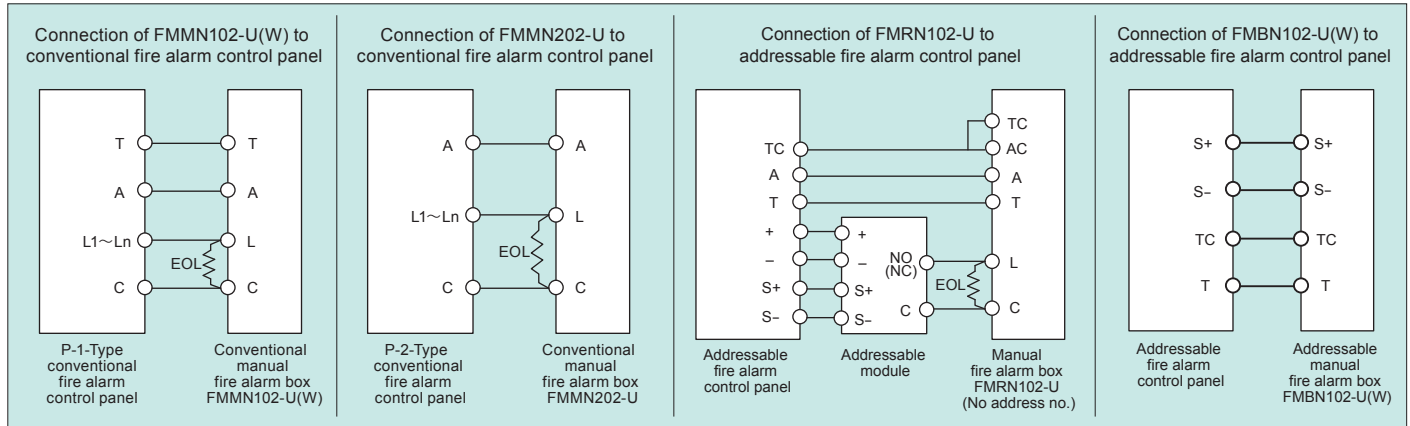 Connection of FMMN102-U(W) to
conventional fire alarm control panel
T
T
A
A
L1～Ln
L
EOL
C
C
P-1-Type
conventional
fire alarm
control panel
Conventional
manual
fire alarm box
FMMN102-U(W)
Connection of FMMN202-U to
conventional fire alarm control panel
A
A
L1～Ln
L
EOL
C
C
P-2-Type
conventional
fire alarm
control panel
Conventional
manual
fire alarm box
FMMN202-U
Connection of FMRN102-U to
addressable fire alarm control panel
TC
TC
AC
A
A
T
T
+
+
–
–
NO
(NC)
L
S+
S+
EOL
C
C
S–
S–
Addressable
fire alarm
control panel
Addressable
module
Manual
fire alarm box
FMRN102-U
(No address no.)
Connection of FMBN102-U(W) to
addressable fire alarm control panel
S+
S+
S–
S–
TC
TC
T
T
Addressable
fire alarm
control panel
Addressable
manual
fire alarm box
FMBN102-U(W)